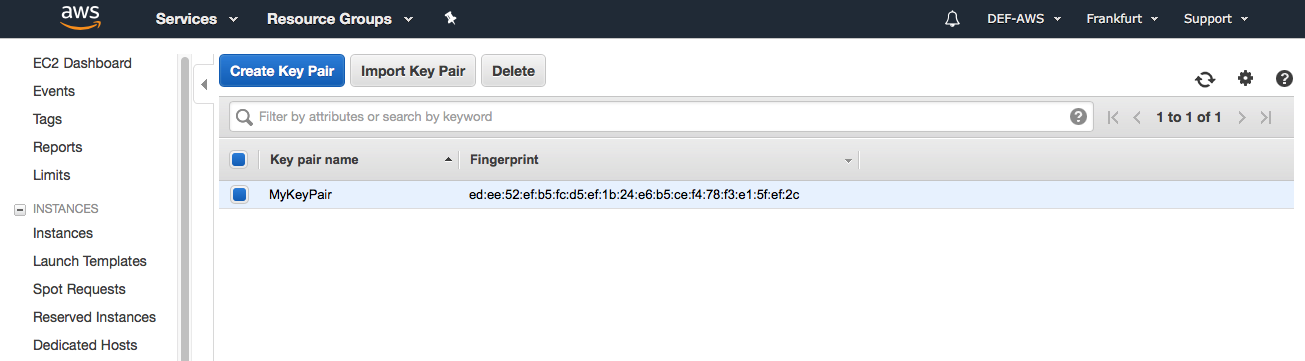 aws Services Resource Groups DEF-AWS Frankfurt Support
EC2 Dashboard
Events
Tags
Reports
Limits
INSTANCES
Instances
Launch Templates
Spot Requests
Reserved Instances
Dedicated Hosts
Create Key Pair Import Key Pair Delete
Filter by attributes or search by keyword 1 to 1 of 1
Key pair name Fingerprint
MyKeyPair ed:ee:52:ef:b5:fc:d5:ef:1b:24:e6:b5:ce:f4:78:f3:e1:5f:ef:2c